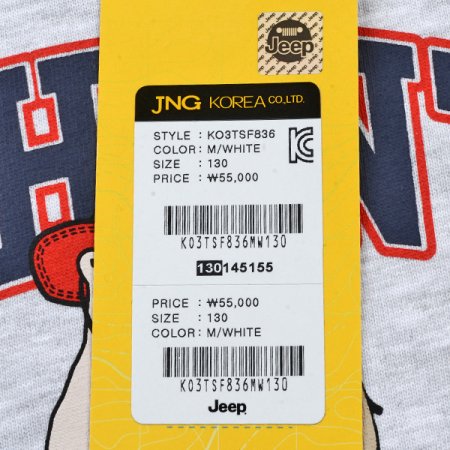 Jeep
JNG KOREA CO.,LTD.
STYLE : KO3TSF836
COLOR : M/WHITE
SIZE : 130
PRICE : ₩55,000
KC
KO3TSF836MW130
130145155
PRICE : ₩55,000
SIZE : 130
COLOR : M/WHITE
KO3TSF836MW130
Jeep